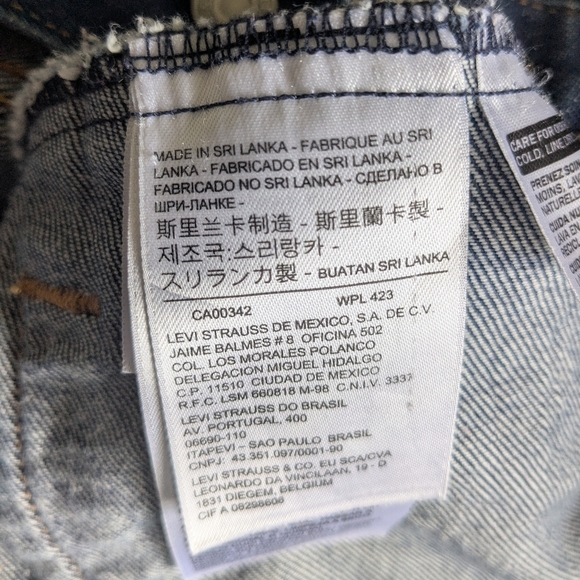 MADE IN SRI LANKA - FABRIQUE AU SRI
LANKA - FABRICADO EN SRI LANKA -
FABRICADO NO SRI LANKA - СДЕЛАНО В
ШРИ-ЛАНКЕ -
斯里兰卡制造 - 斯里蘭卡製 -
제조국:스리랑카 -
スリランカ製 - BUATAN SRI LANKA
CA00342 WPL 423
LEVI STRAUSS DE MEXICO, S.A. DE C.V.
JAIME BALMES # 8 OFICINA 502
COL. LOS MORALES POLANCO
DELEGACION MIGUEL HIDALGO
C.P. 11510 CIUDAD DE MEXICO
R.F.C. LSM 660818 M-98 C.N.I.V. 3337
LEVI STRAUSS DO BRASIL
AV. PORTUGAL, 400
06690-110
ITAPEVI - SAO PAULO BRASIL
CNPJ: 43.351.097/0001-90
LEVI STRAUSS & CO. EU SCA/CVA
LEONARDO DA VINCILAAN, 19 - D
1831 DIEGEM, BELGIUM
CIF A 08298608
CARE FOR
COLD, LINE
PRENEZ
MOINS,